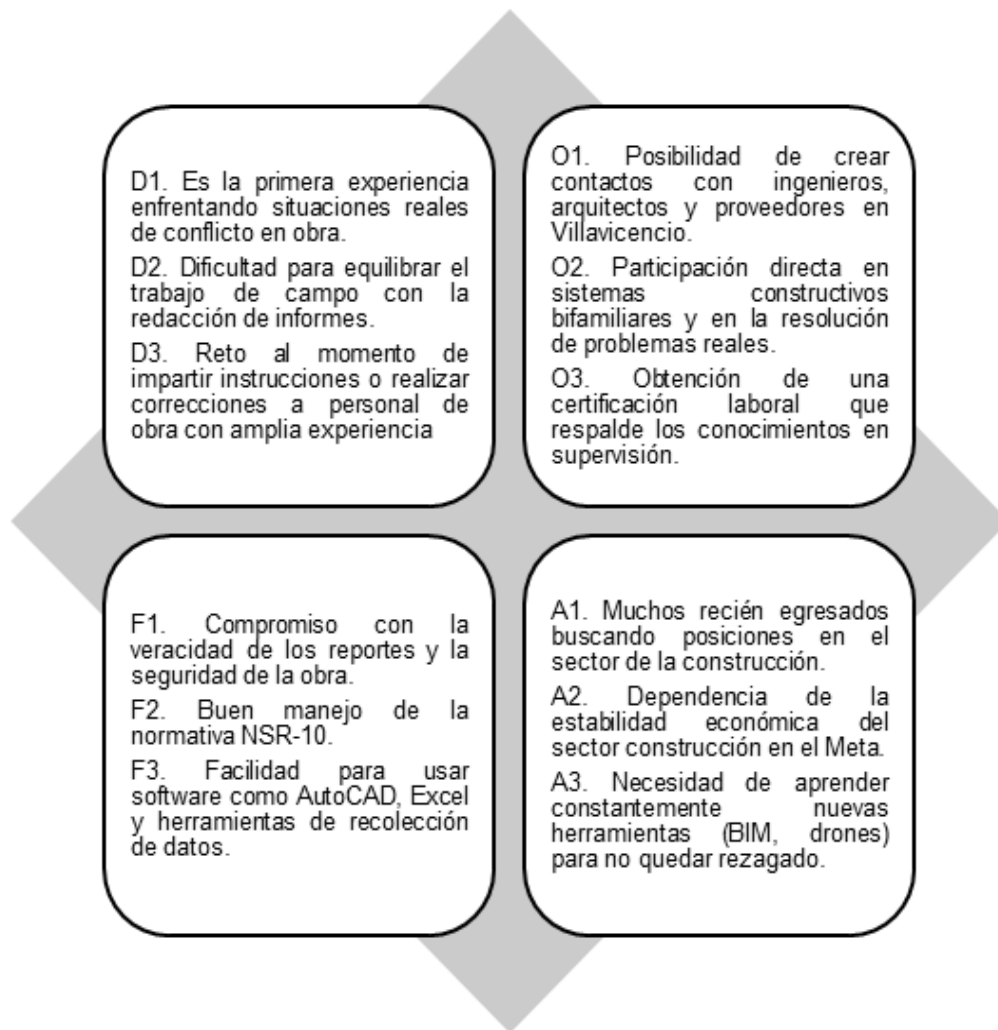 D1. Es la primera experiencia
enfrentando situaciones reales
de conflicto en obra.
D2. Dificultad para equilibrar el
trabajo de campo con la
redacción de informes.
D3. Reto al momento de
impartir instrucciones o realizar
correcciones a personal de
obra con amplia experiencia
O1. Posibilidad de crear
contactos con ingenieros,
arquitectos y proveedores en
Villavicencio.
O2. Participación directa en
sistemas constructivos
bifamiliares y en la resolución
de problemas reales.
O3. Obtención de una
certificación laboral que
respalde los conocimientos en
supervisión.
F1. Compromiso con la
veracidad de los reportes y la
seguridad de la obra.
F2. Buen manejo de la
normativa NSR-10.
F3. Facilidad para usar
software como AutoCAD, Excel
y herramientas de recolección
de datos.
A1. Muchos recién egresados
buscando posiciones en el
sector de la construcción.
A2. Dependencia de la
estabilidad económica del
sector construcción en el Meta.
A3. Necesidad de aprender
constantemente nuevas
herramientas (BIM, drones)
para no quedar rezagado.